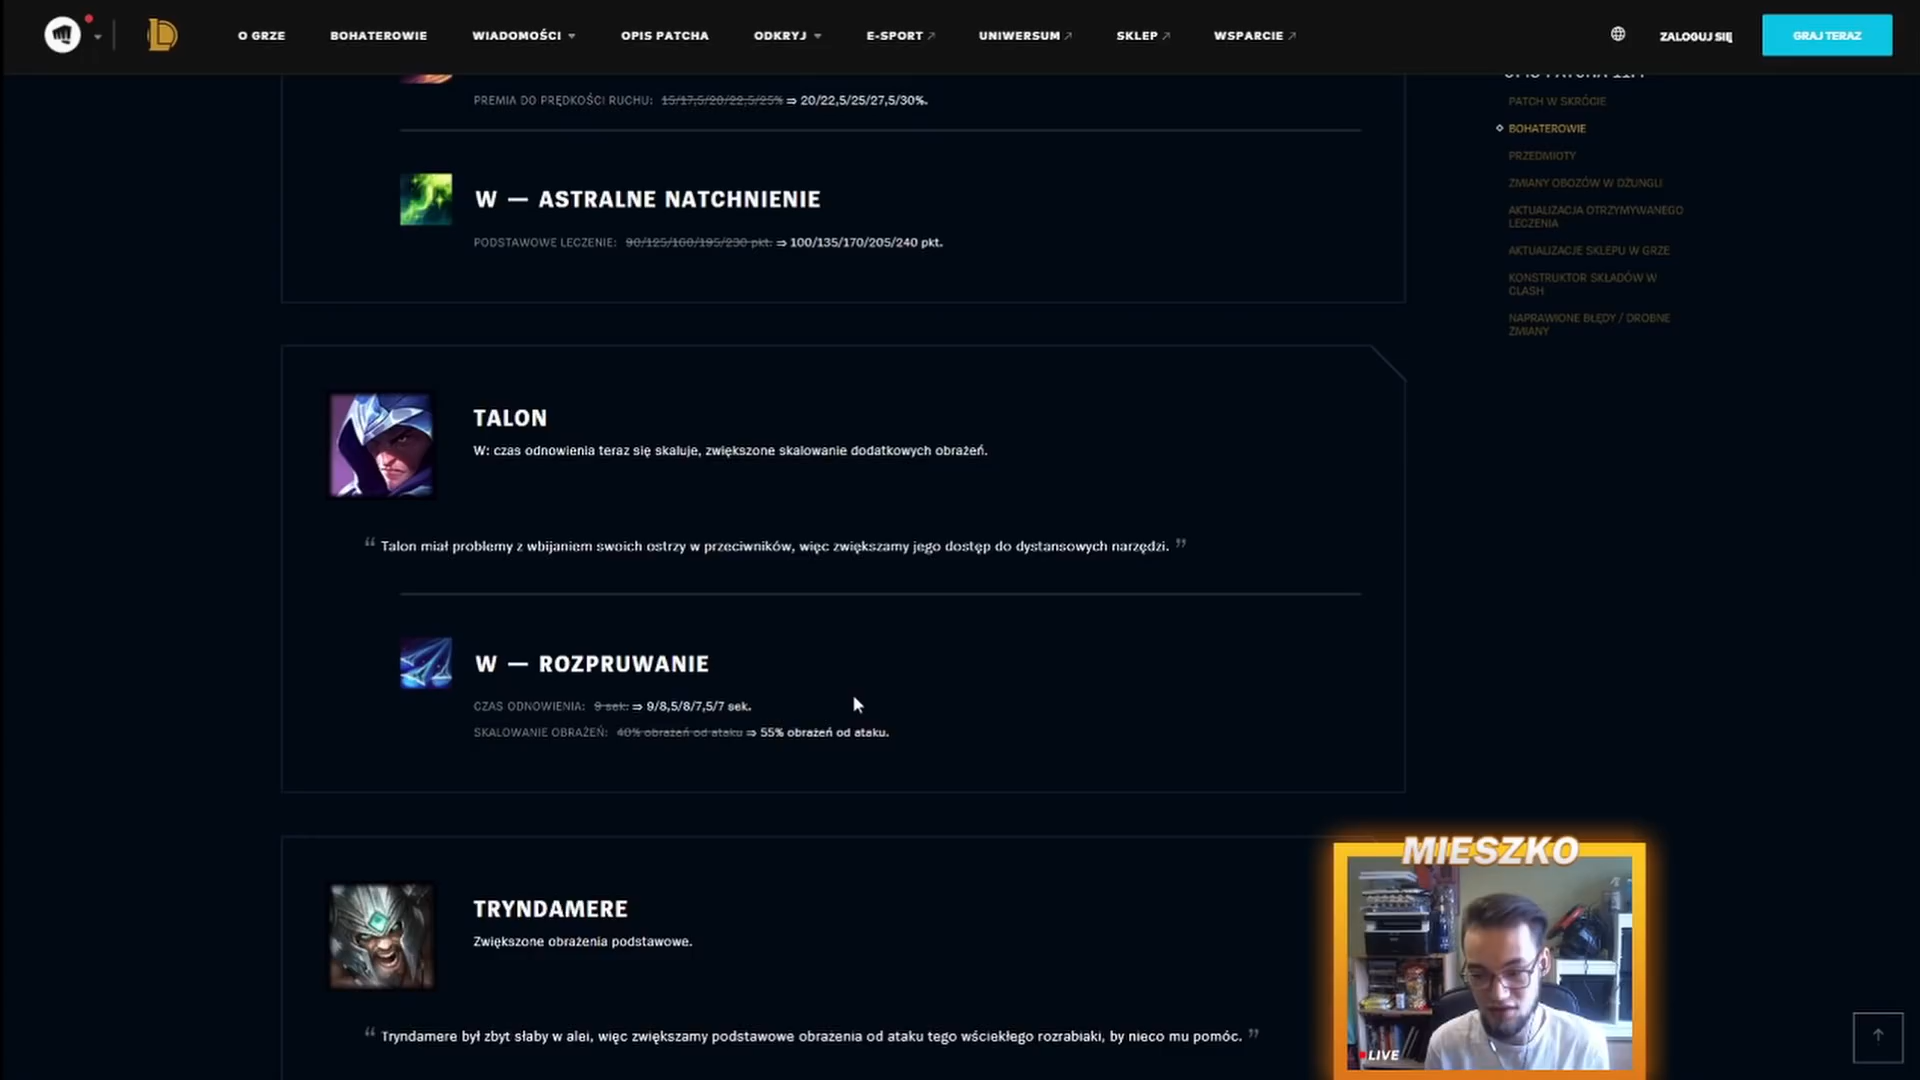 O GRZE
BOHATEROWIE
WIADOMOŚCI
OPIS PATCHA
ODKRYJ
E-SPORT
UNIWERSUM
SKLEP
WSPARCIE
ZALOGUJ SIĘ
GRAJ TERAZ
PREMIA DO PRĘDKOŚCI RUCHU: 15/17,5/20/22,5/25% ⇒ 20/22,5/25/27,5/30%.
W — ASTRALNE NATCHNIENIE
PODSTAWOWE LECZENIE: 90/125/160/195/230 pkt. ⇒ 100/135/170/205/240 pkt.
PATCH W SKRÓCIE
BOHATEROWIE
PRZEDMIOTY
ZMIANY OBOZÓW W DŻUNGLI
AKTUALIZACJA OTRZYMYWANEGO
LECZENIA
AKTUALIZACJE SKLEPU W GRZE
KONSTRUKTOR SKŁADÓW W
CLASH
NAPRAWIONE BŁĘDY / DROBNE
ZMIANY
TALON
W: czas odnowienia teraz się skaluje, zwiększone skalowanie dodatkowych obrażeń.
“ Talon miał problemy z wbijaniem swoich ostrzy w przeciwników, więc zwiększamy jego dostęp do dystansowych narzędzi. ”
W — ROZPRUWANIE
CZAS ODNOWIENIA: 9 sek. ⇒ 9/8,5/8/7,5/7 sek.
SKALOWANIE OBRAŻEŃ: 40% obrażeń od ataku ⇒ 55% obrażeń od ataku.
TRYNDAMERE
Zwiększone obrażenia podstawowe.
“ Tryndamere był zbyt słaby w alei, więc zwiększamy podstawowe obrażenia od ataku tego wściekłego rozrabiaki, by nieco mu pomóc. ”
MIESZKO
LIVE